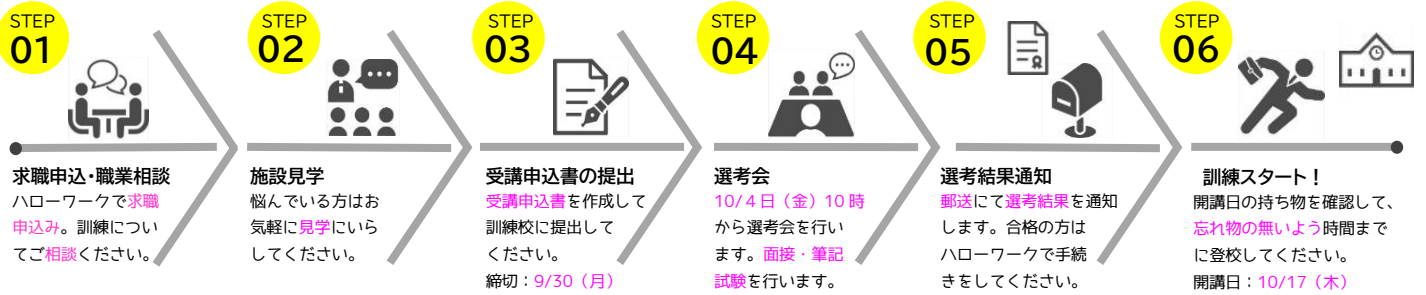 STEP
01
求職申込・職業相談
ハローワークで求職
申込み。訓練につい
てご相談ください。
STEP
02
施設見学
悩んでいる方はお
気軽に見学にいら
してください。
STEP
03
受講申込書の提出
受講申込書を作成して
訓練校に提出して
ください。
締切：9/30（月）
STEP
04
選考会
10/４日（金）10 時
から選考会を行い
ます。面接・筆記
試験を行います。
STEP
05
選考結果通知
郵送にて選考結果を通知
します。合格の方は
ハローワークで手続
きをしてください。
STEP
06
訓練スタート！
開講日の持ち物を確認して、
忘れ物の無いよう時間まで
に登校してください。
開講日：10/17（木）